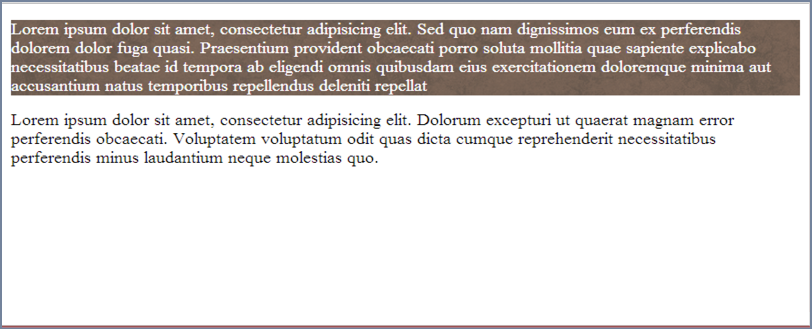 Lorem ipsum dolor sit amet, consectetur adipisicing elit. Sed quo nam dignissimos eum ex perferendis
dolorem dolor fuga quasi. Praesentium provident obcaecati porro soluta mollitia quae sapiente explicabo
necessitatibus beatae id tempora ab eligendi omnis quibusdam eius exercitationem doloremque minima aut
accusantium natus temporibus repellendus deleniti repellat
Lorem ipsum dolor sit amet, consectetur adipisicing elit. Dolorum excepturi ut quaerat magnam error
perferendis obcaecati. Voluptatem voluptatum odit quas dicta cumque reprehenderit necessitatibus
perferendis minus laudantium neque molestias quo.